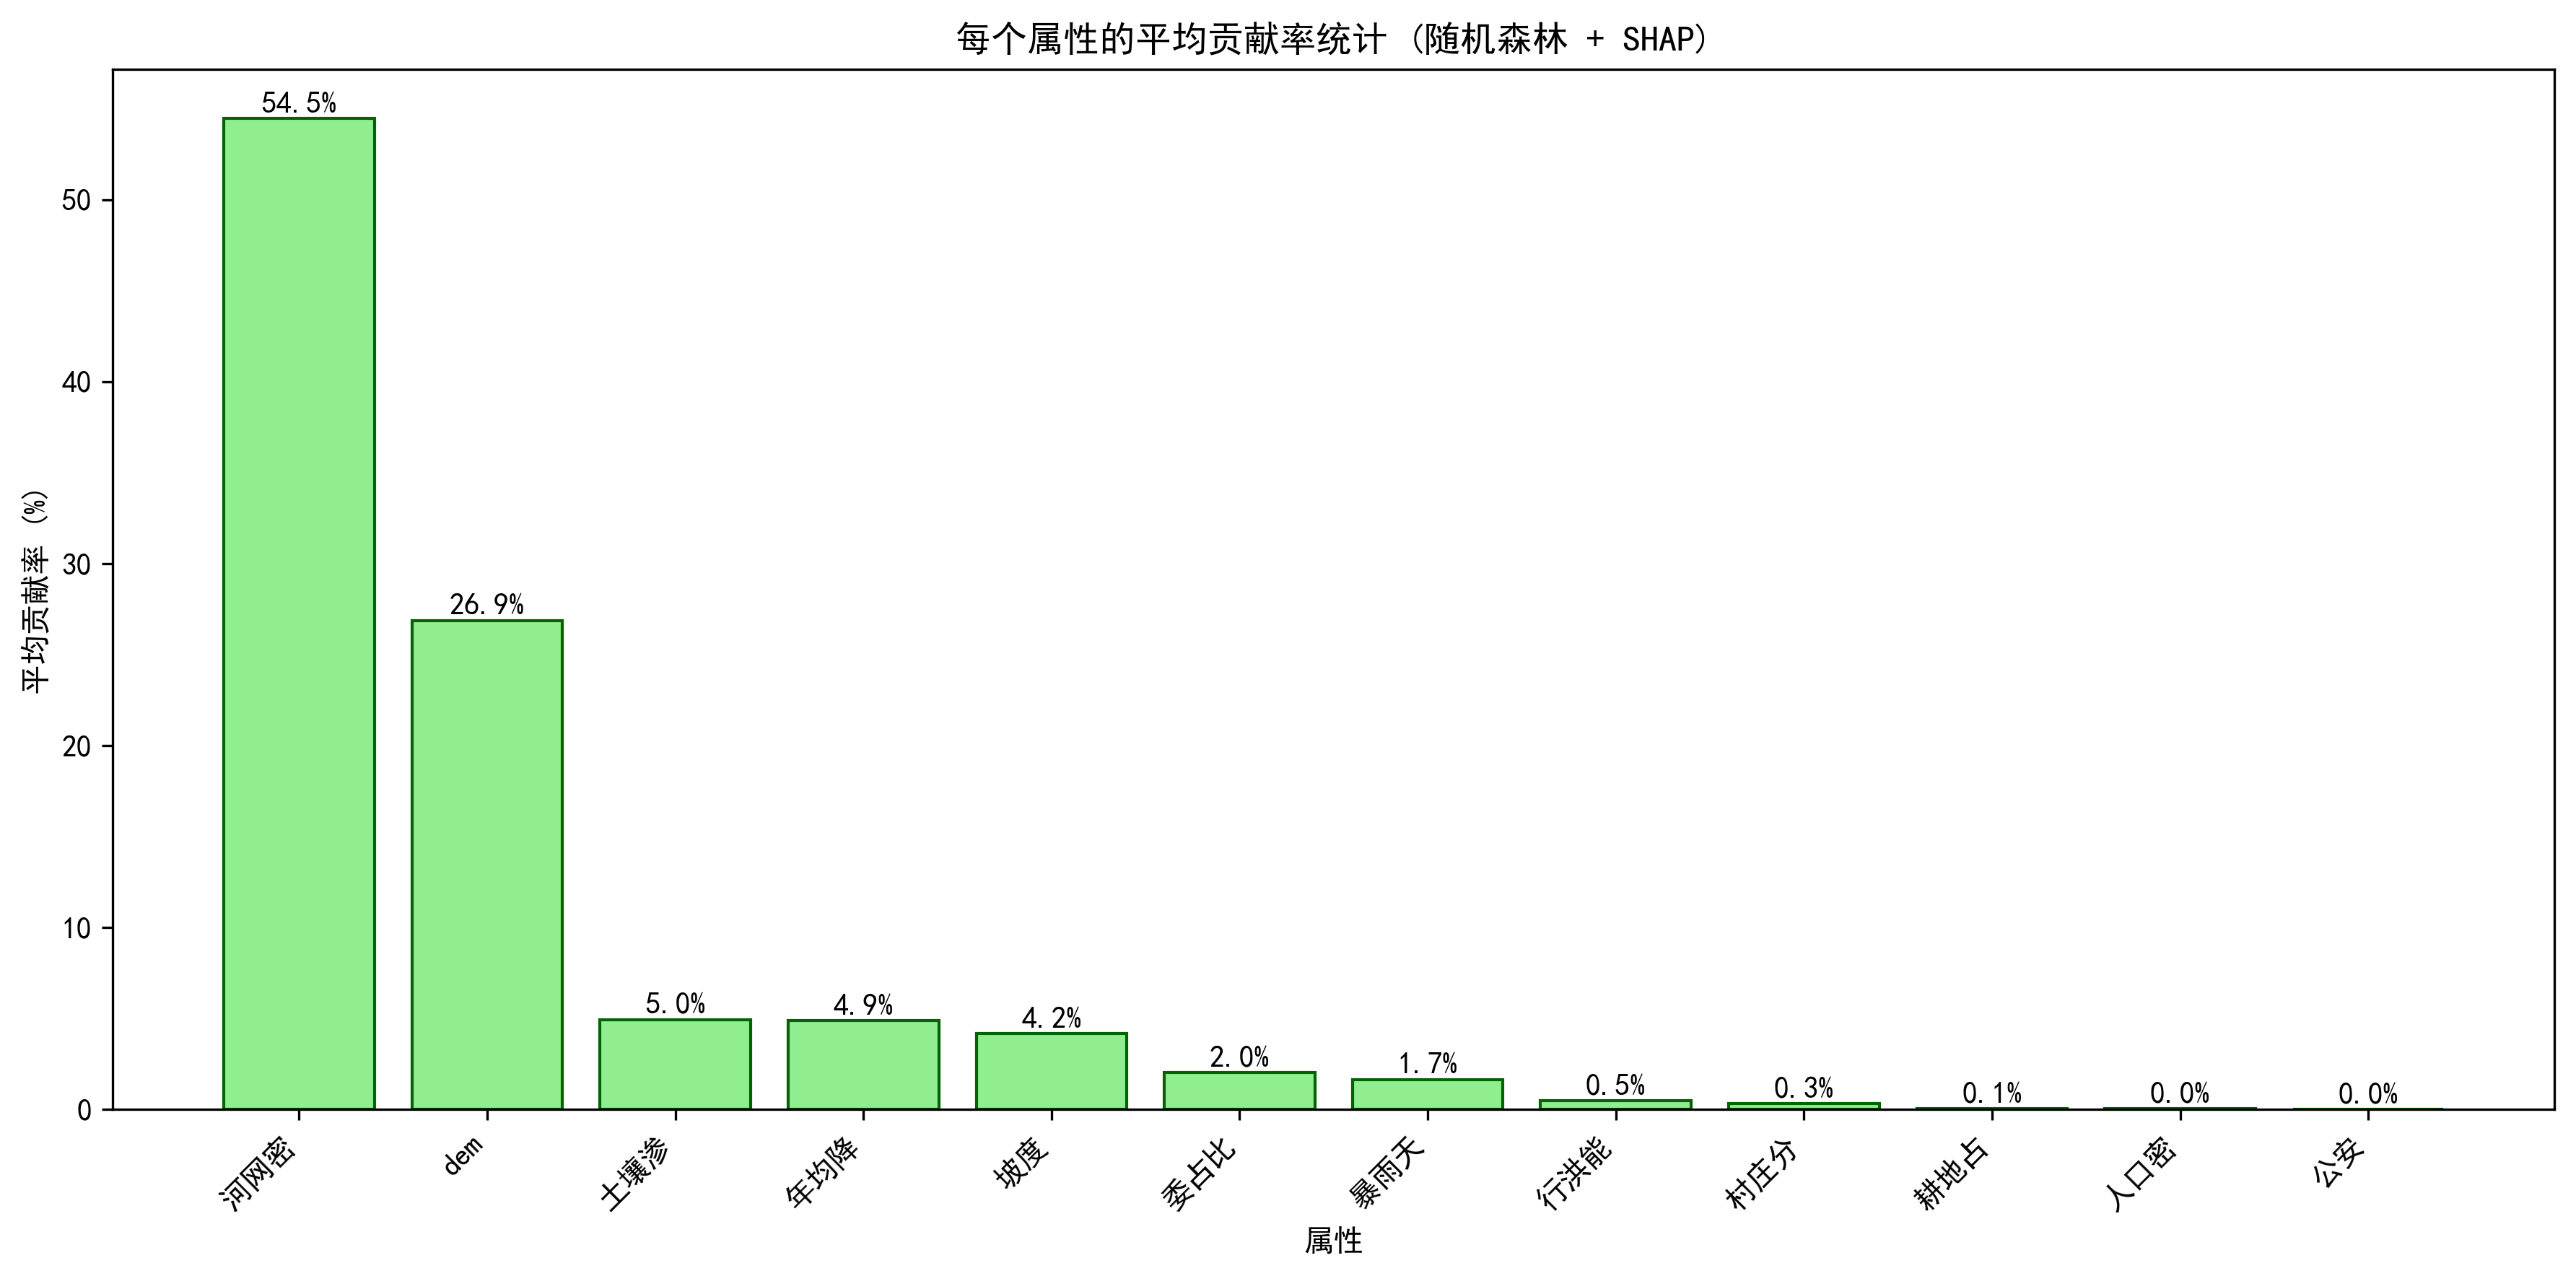 每个属性的平均贡献率统计 (随机森林 + SHAP)
平均贡献率 (%)
50
40
30
20
10
0
54.5%
26.9%
5.0%
4.9%
4.2%
2.0%
1.7%
0.5%
0.3%
0.1%
0.0%
0.0%
河网密
dem
土壤渗
年均降
坡度
委占比
暴雨天
行洪能
村庄分
耕地占
人口密
公安
属性